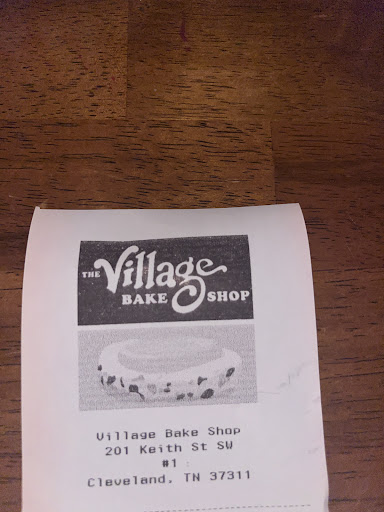 THE Village
BAKE SHOP
Village Bake Shop
201 Keith St SW
#1
Cleveland, TN 37311